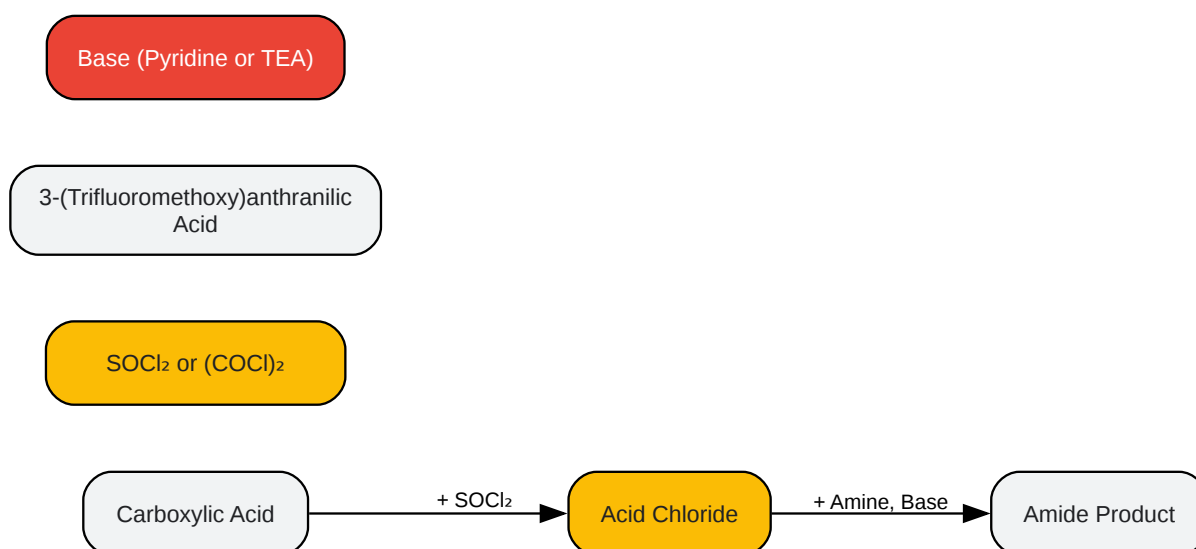 Base (Pyridine or TEA)
3-(Trifluoromethoxy)anthranilic
Acid
SOCl₂ or (COCl)₂
Carboxylic Acid
+ SOCl₂
Acid Chloride
+ Amine, Base
Amide Product